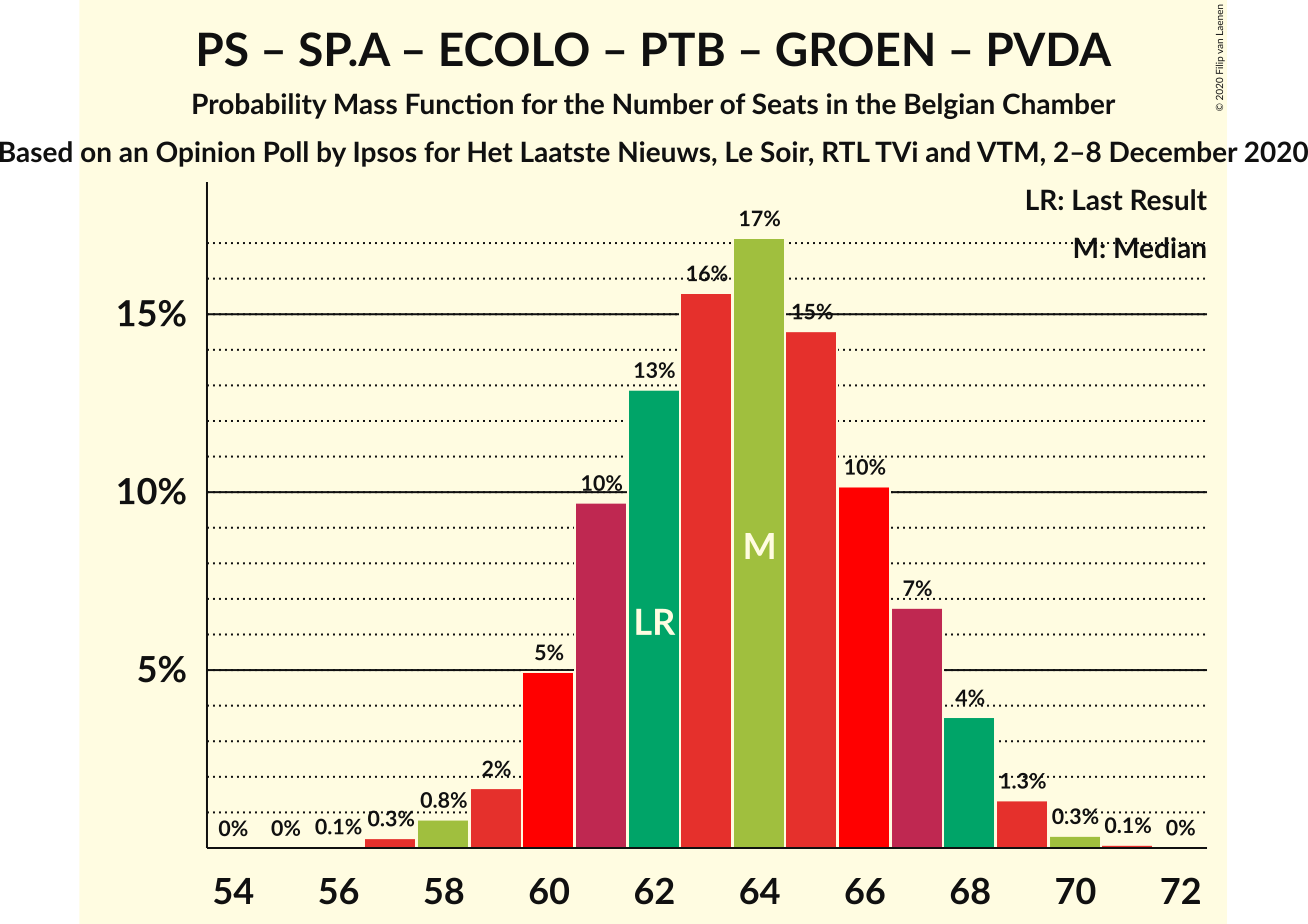 PS – SP.A – ECOLO – PTB – GROEN – PVDA
Probability Mass Function for the Number of Seats in the Belgian Chamber
Based on an Opinion Poll by Ipsos for Het Laatste Nieuws, Le Soir, RTL TVi and VTM, 2–8 December 2020
© 2020 Filip van Laenen
LR: Last Result
M: Median
15%
10%
5%
0%
0%
0.1%
0.3%
0.8%
2%
5%
10%
13%
16%
17%
15%
10%
7%
4%
1.3%
0.3%
0.1%
0%
LR
M
54 56 58 60 62 64 66 68 70 72